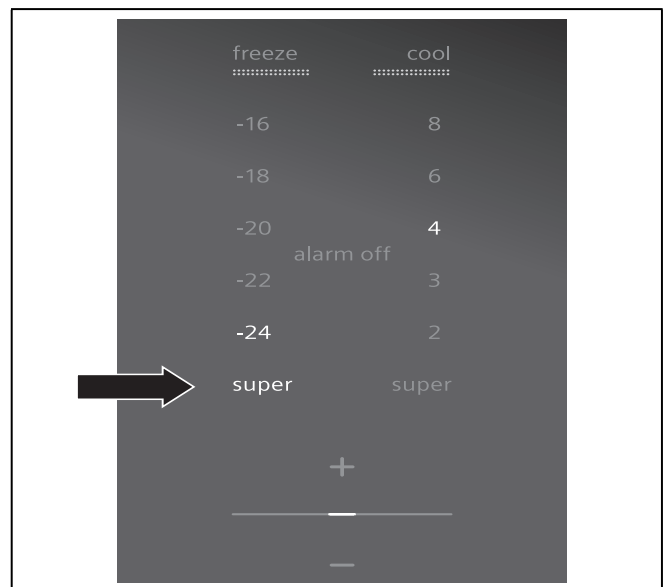 freeze cool
-16 8
-18 6
-20 4
alarm off
-22 3
-24 2
super super
+
−